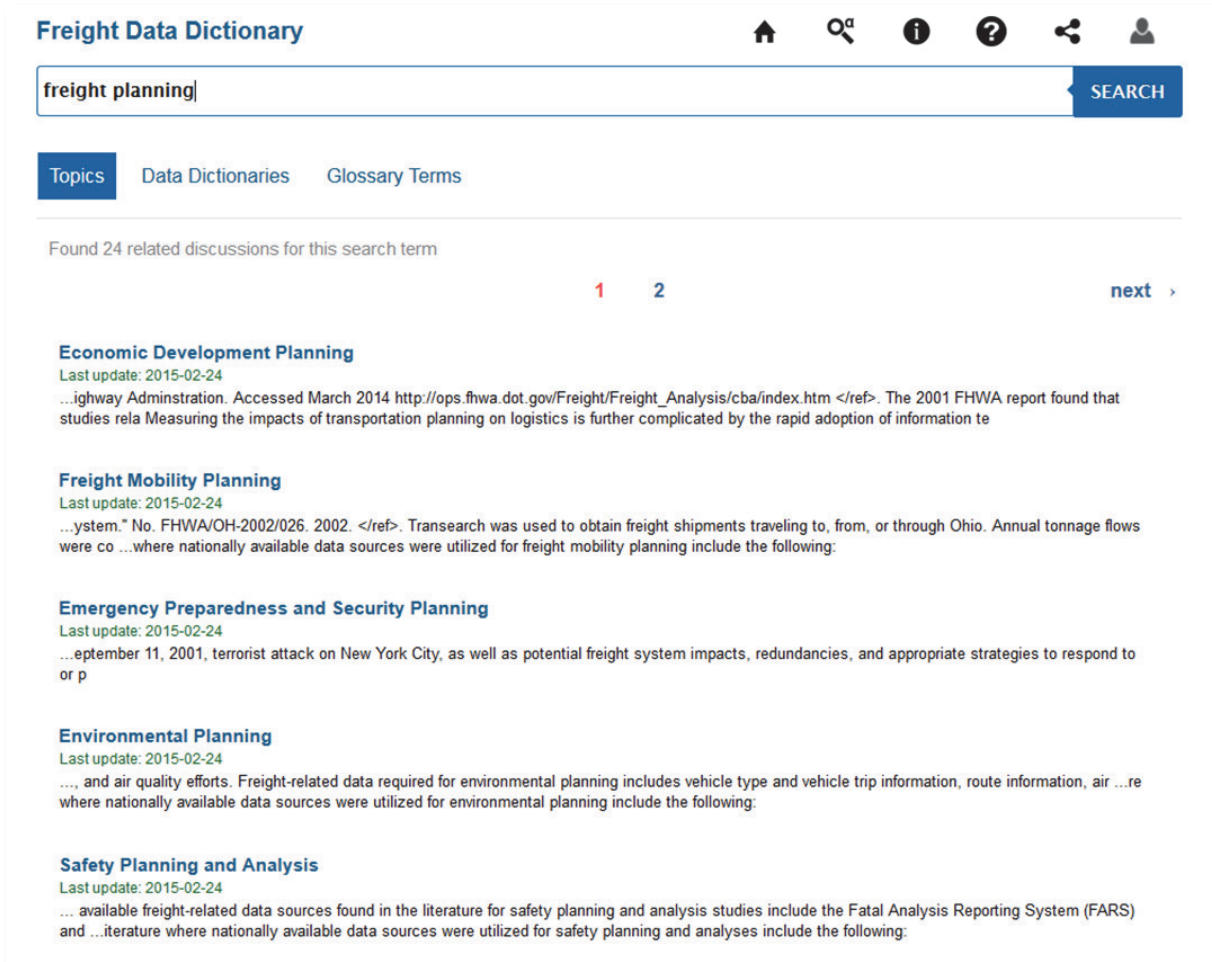 Freight Data Dictionary
freight planning
SEARCH
Topics Data Dictionaries Glossary Terms
Found 24 related discussions for this search term
1 2 next ›
Economic Development Planning
Last update: 2015-02-24
...ighway Adminstration. Accessed March 2014 http://ops.fhwa.dot.gov/Freight/Freight_Analysis/cba/index.htm </ref>. The 2001 FHWA report found that
studies rela Measuring the impacts of transportation planning on logistics is further complicated by the rapid adoption of information te
Freight Mobility Planning
Last update: 2015-02-24
...ystem." No. FHWA/OH-2002/026. 2002. </ref>. Transearch was used to obtain freight shipments traveling to, from, or through Ohio. Annual tonnage flows
were co ...where nationally available data sources were utilized for freight mobility planning include the following:
Emergency Preparedness and Security Planning
Last update: 2015-02-24
...eptember 11, 2001, terrorist attack on New York City, as well as potential freight system impacts, redundancies, and appropriate strategies to respond to
or p
Environmental Planning
Last update: 2015-02-24
..., and air quality efforts. Freight-related data required for environmental planning includes vehicle type and vehicle trip information, route information, air ...re
where nationally available data sources were utilized for environmental planning include the following:
Safety Planning and Analysis
Last update: 2015-02-24
... available freight-related data sources found in the literature for safety planning and analysis studies include the Fatal Analysis Reporting System (FARS)
and ...iterature where nationally available data sources were utilized for safety planning and analyses include the following: